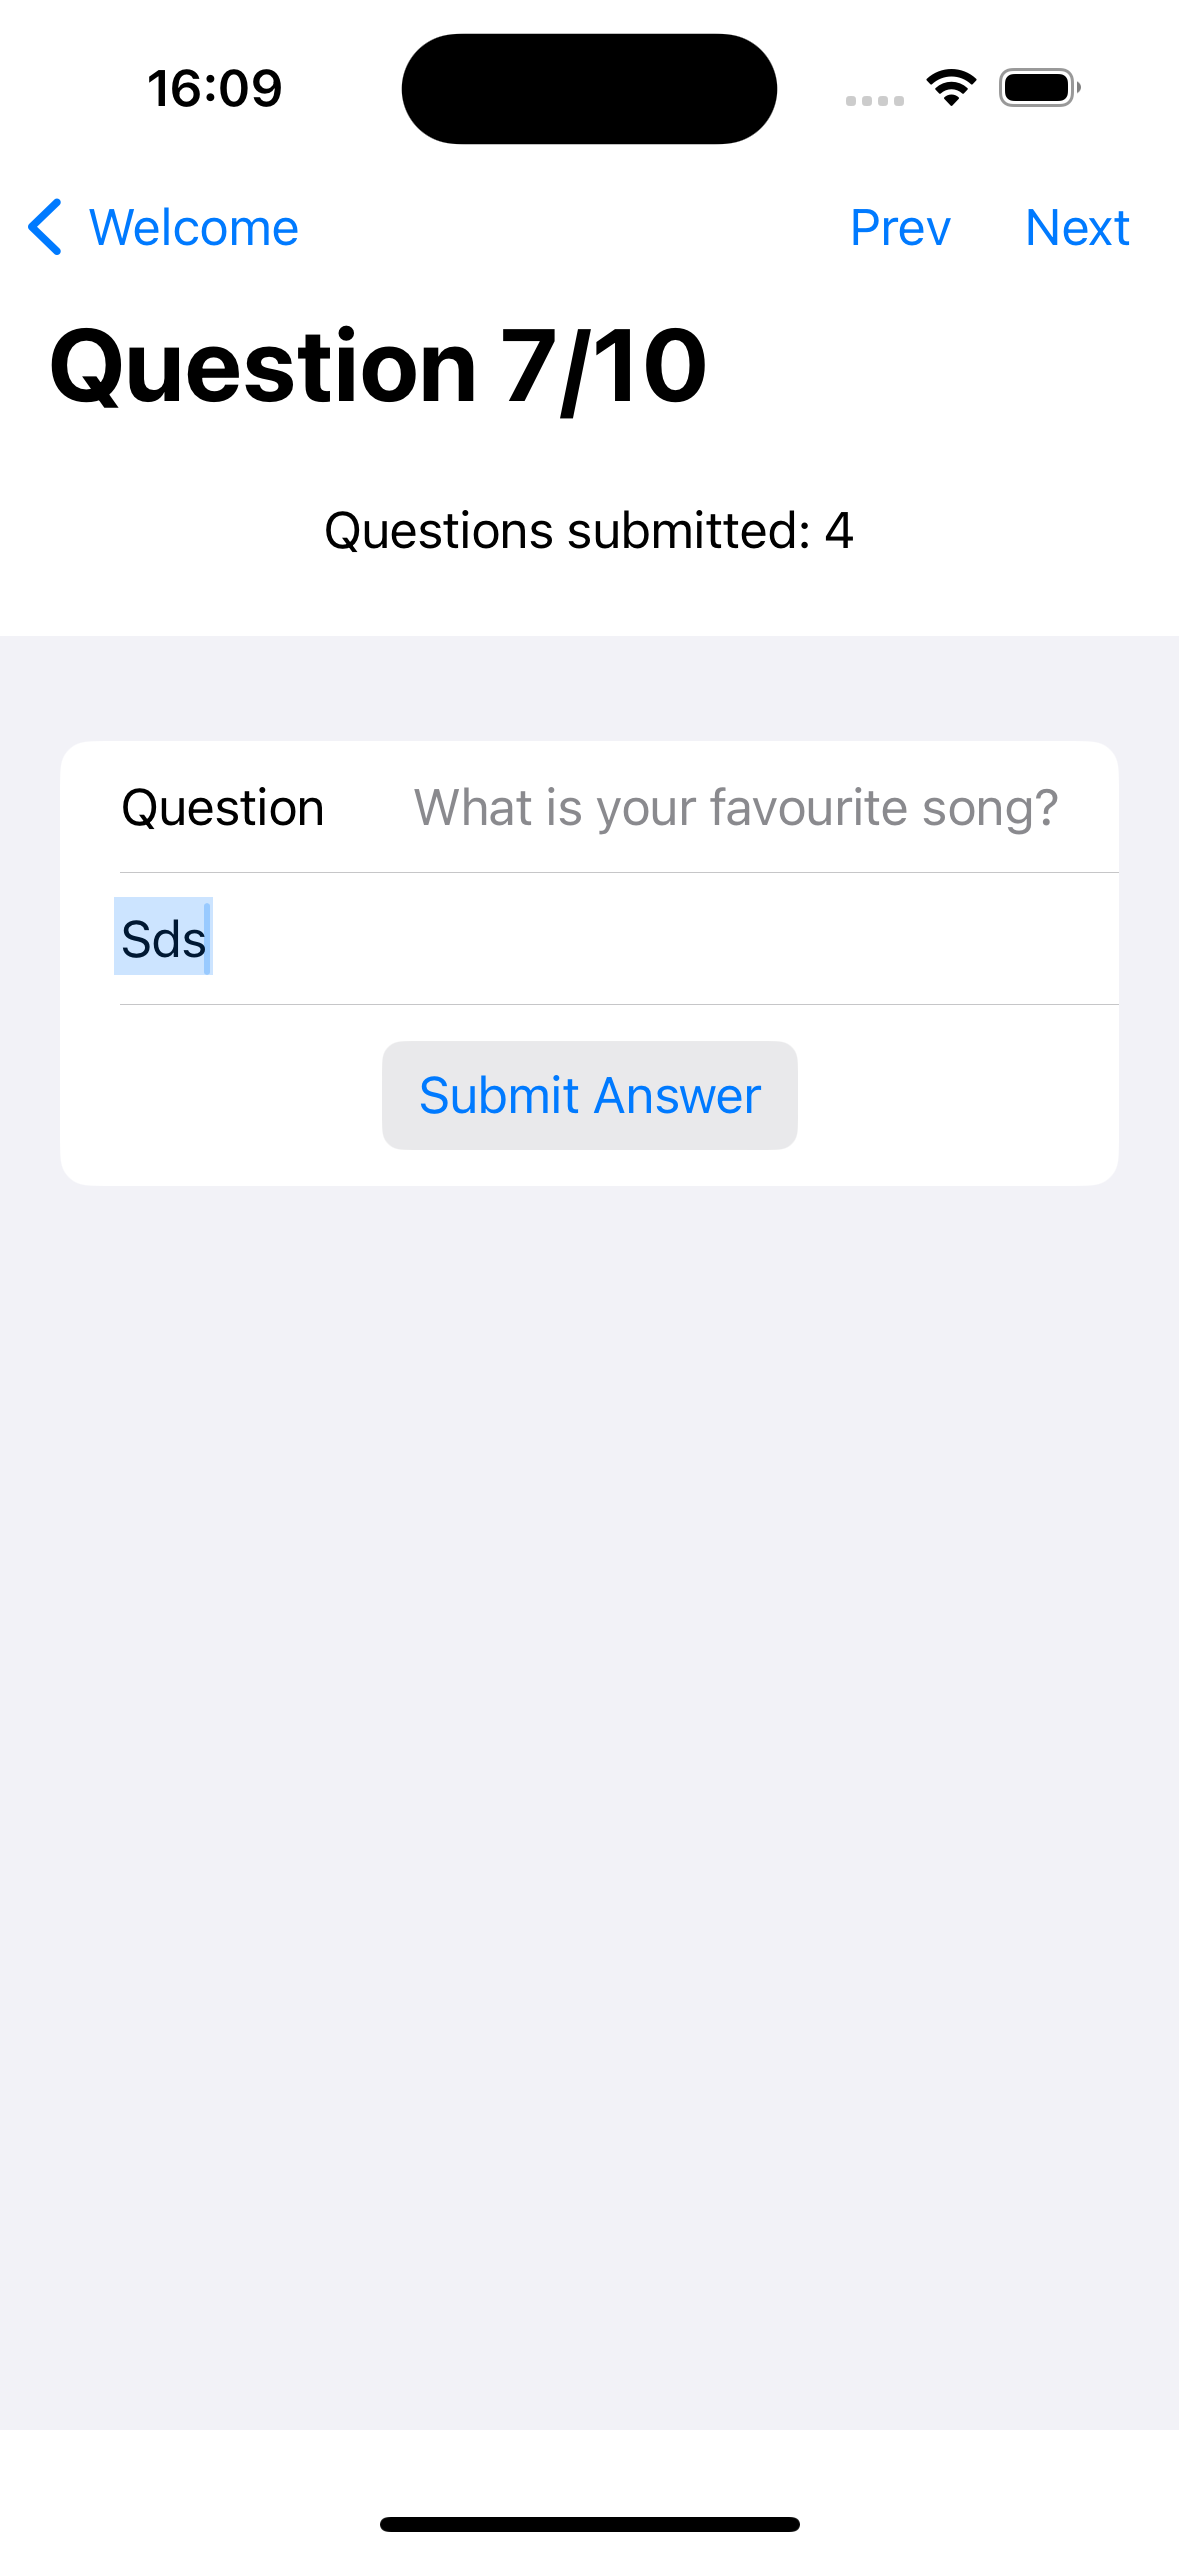 16:09
Welcome Prev Next
Question 7/10
Questions submitted: 4
Question What is your favourite song?
Sds
Submit Answer